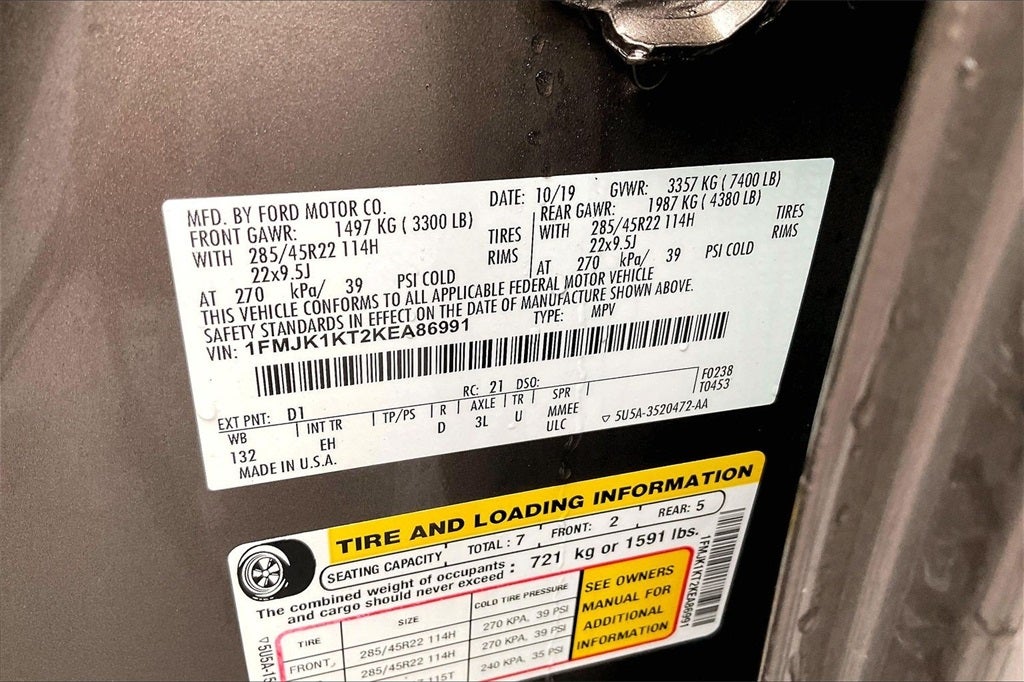 MFD. BY FORD MOTOR CO. DATE: 10/19 GVWR: 3357 KG ( 7400 LB)
FRONT GAWR: 1497 KG ( 3300 LB) REAR GAWR: 1987 KG ( 4380 LB)
WITH 285/45R22 114H TIRES WITH 285/45R22 114H TIRES
22x9.5J RIMS 22x9.5J RIMS
AT 270 kPa/ 39 PSI COLD AT 270 kPa/ 39 PSI COLD
THIS VEHICLE CONFORMS TO ALL APPLICABLE FEDERAL MOTOR VEHICLE
SAFETY STANDARDS IN EFFECT ON THE DATE OF MANUFACTURE SHOWN ABOVE.
VIN: 1FMJK1KT2KEA86991 TYPE: MPV
F0238
EXT PNT: D1 RC: 21 DSO: T0453
WB INT TR TP/PS R AXLE TR SPR
132 EH D 3L U MMEE ▽ 5U5A-3520472-AA
MADE IN U.S.A. ULC
TIRE AND LOADING INFORMATION
SEATING CAPACITY TOTAL: 7 FRONT: 2 REAR: 5
The combined weight of occupants : 721 kg or 1591 lbs.
and cargo should never exceed
TIRE SIZE COLD TIRE PRESSURE
FRONT 285/45R22 114H 270 KPA, 39 PSI
285/45R22 114H 270 KPA, 39 PSI
115T 240 KPA, 35 PSI
SEE OWNERS
MANUAL FOR
ADDITIONAL
INFORMATION
1FMJK1KT2KEA86991
▽5U5A-15